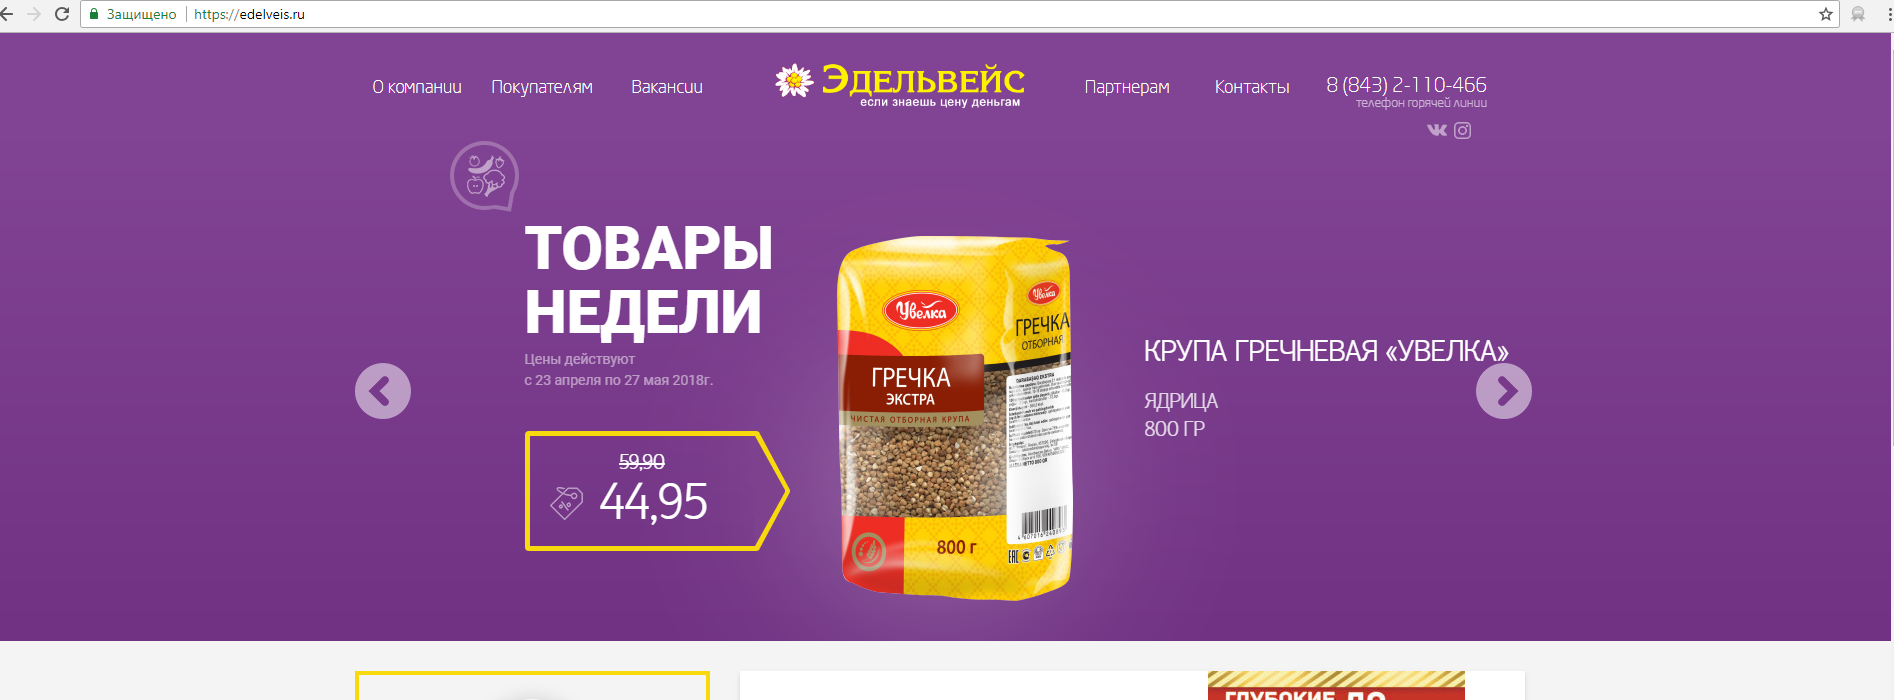 Защищено
https://edelveis.ru
О компании
Покупателям
Вакансии
ЭДЕЛЬВЕЙС
если знаешь цену деньгам
Партнерам
Контакты
8 (843) 2-110-466
телефон горячей линии
ТОВАРЫ
НЕДЕЛИ
Цены действуют
с 23 апреля по 27 мая 2018г.
59,90
44,95
Увелка
ГРЕЧКА
ЭКСТРА
ЧИСТАЯ ОТБОРНАЯ КРУПА
800 г
Увелка
ГРЕЧКА
ОТБОРНАЯ
КРУПА ГРЕЧНЕВАЯ «УВЕЛКА»
ЯДРИЦА
800 ГР
ГЛУБОКИЕ ДО